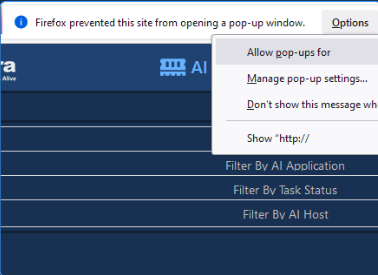 Firefox prevented this site from opening a pop-up window.
Options
Allow pop-ups for
Manage pop-up settings...
Don't show this message wh
Show "http://
ra
Alive
AI
Filter By AI Application
Filter By Task Status
Filter By AI Host